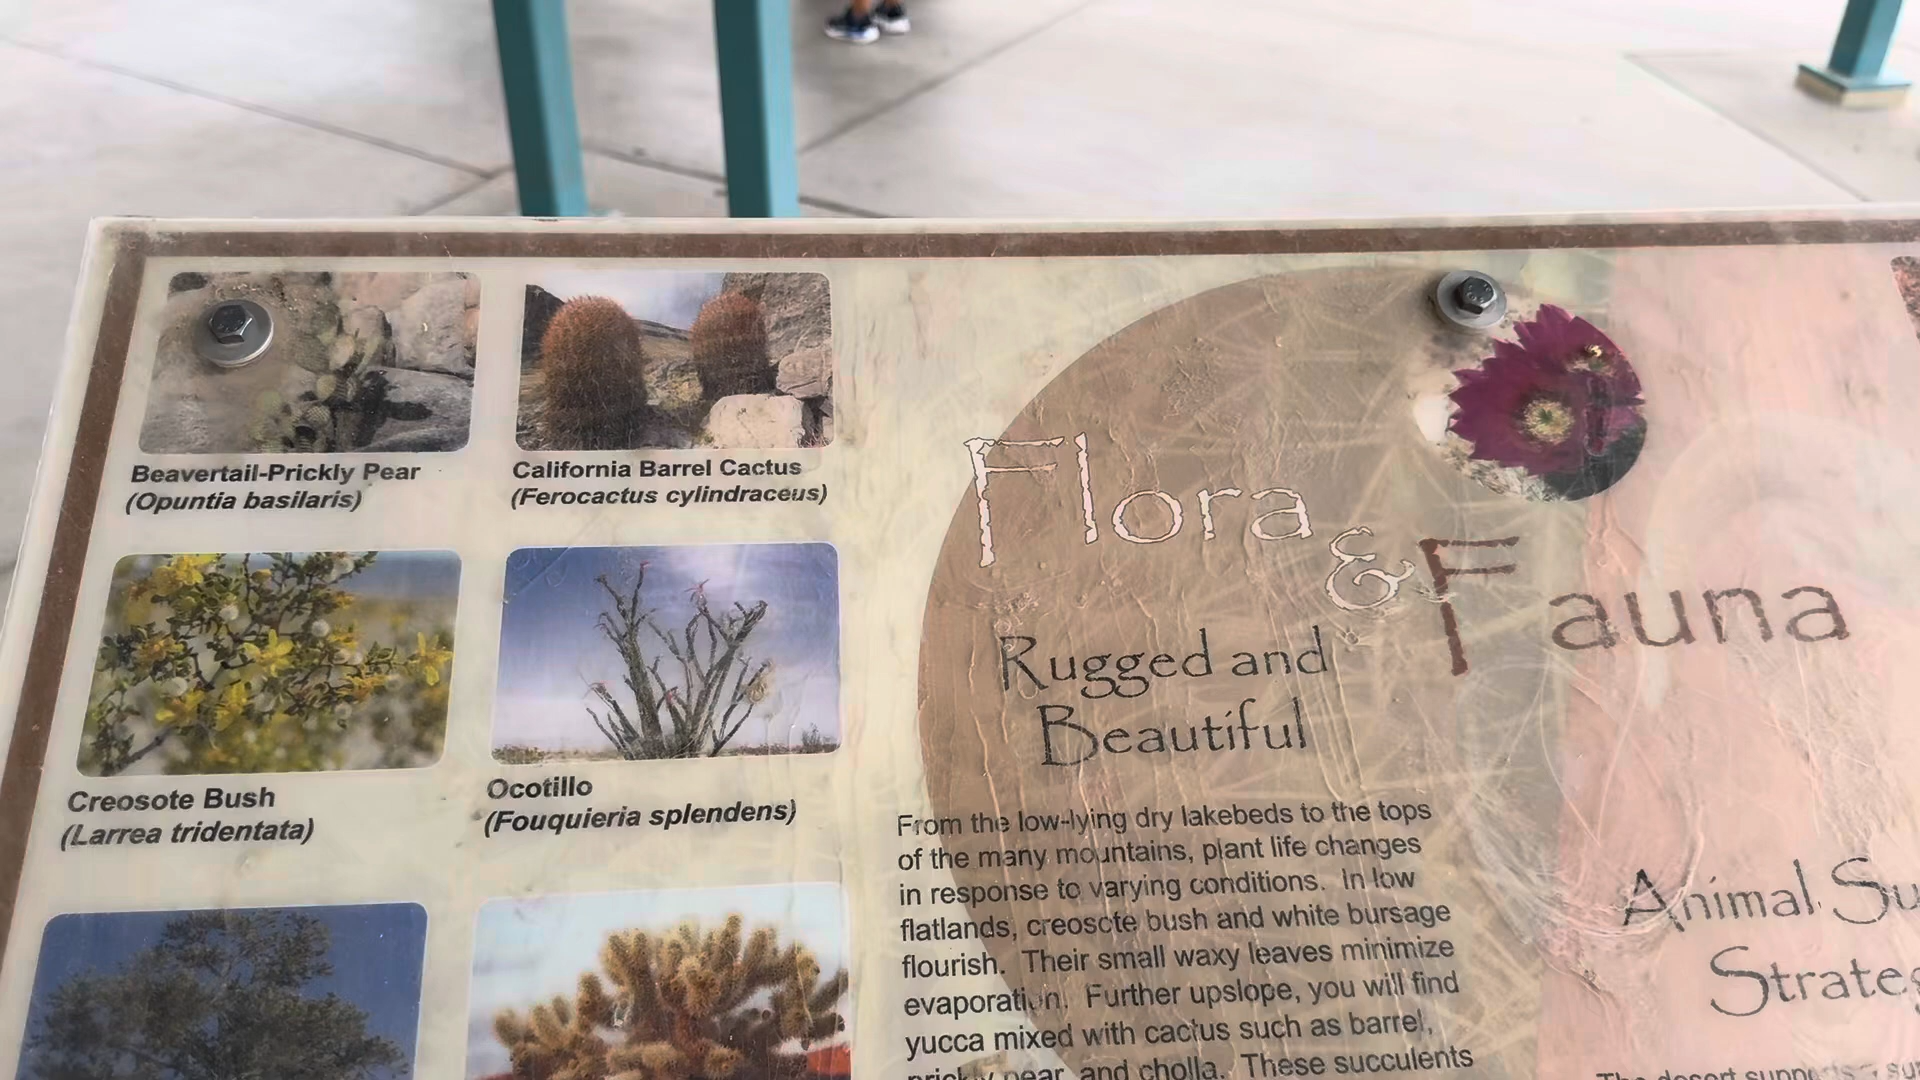 Beavertail-Prickly Pear
(Opuntia basilaris)
California Barrel Cactus
(Ferocactus cylindraceus)
Creosote Bush
(Larrea tridentata)
Ocotillo
(Fouquieria splendens)
Flora
&
Fauna
Rugged and
Beautiful
From the low-lying dry lakebeds to the tops
of the many mountains, plant life changes
in response to varying conditions. In low
flatlands, creosote bush and white bursage
flourish. Their small waxy leaves minimize
evaporation. Further upslope, you will find
yucca mixed with cactus such as barrel,
prickly pear, and cholla. These succulents
Animal Su
Strateg
The desert supports